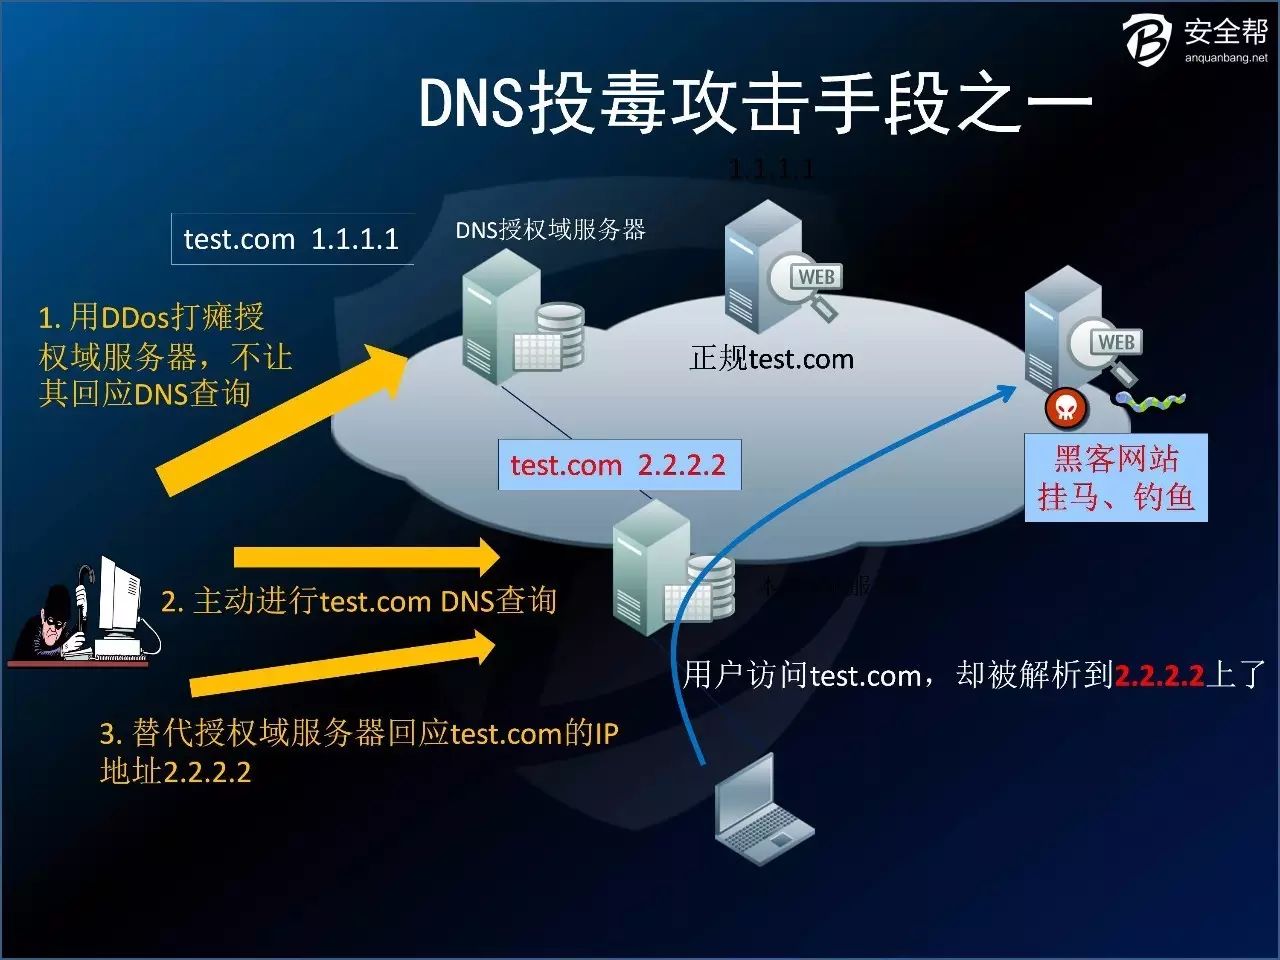 安全帮
anquanbang.net
DNS投毒攻击手段之一
1.1.1.1
test.com 1.1.1.1
DNS授权域服务器
WEB
WEB
1. 用DDos打瘫授
权域服务器，不让
其回应DNS查询
正规test.com
test.com 2.2.2.2
黑客网站
挂马、钓鱼
2. 主动进行test.com DNS查询
用户访问test.com，却被解析到2.2.2.2上了
3. 替代授权域服务器回应test.com的IP
地址2.2.2.2